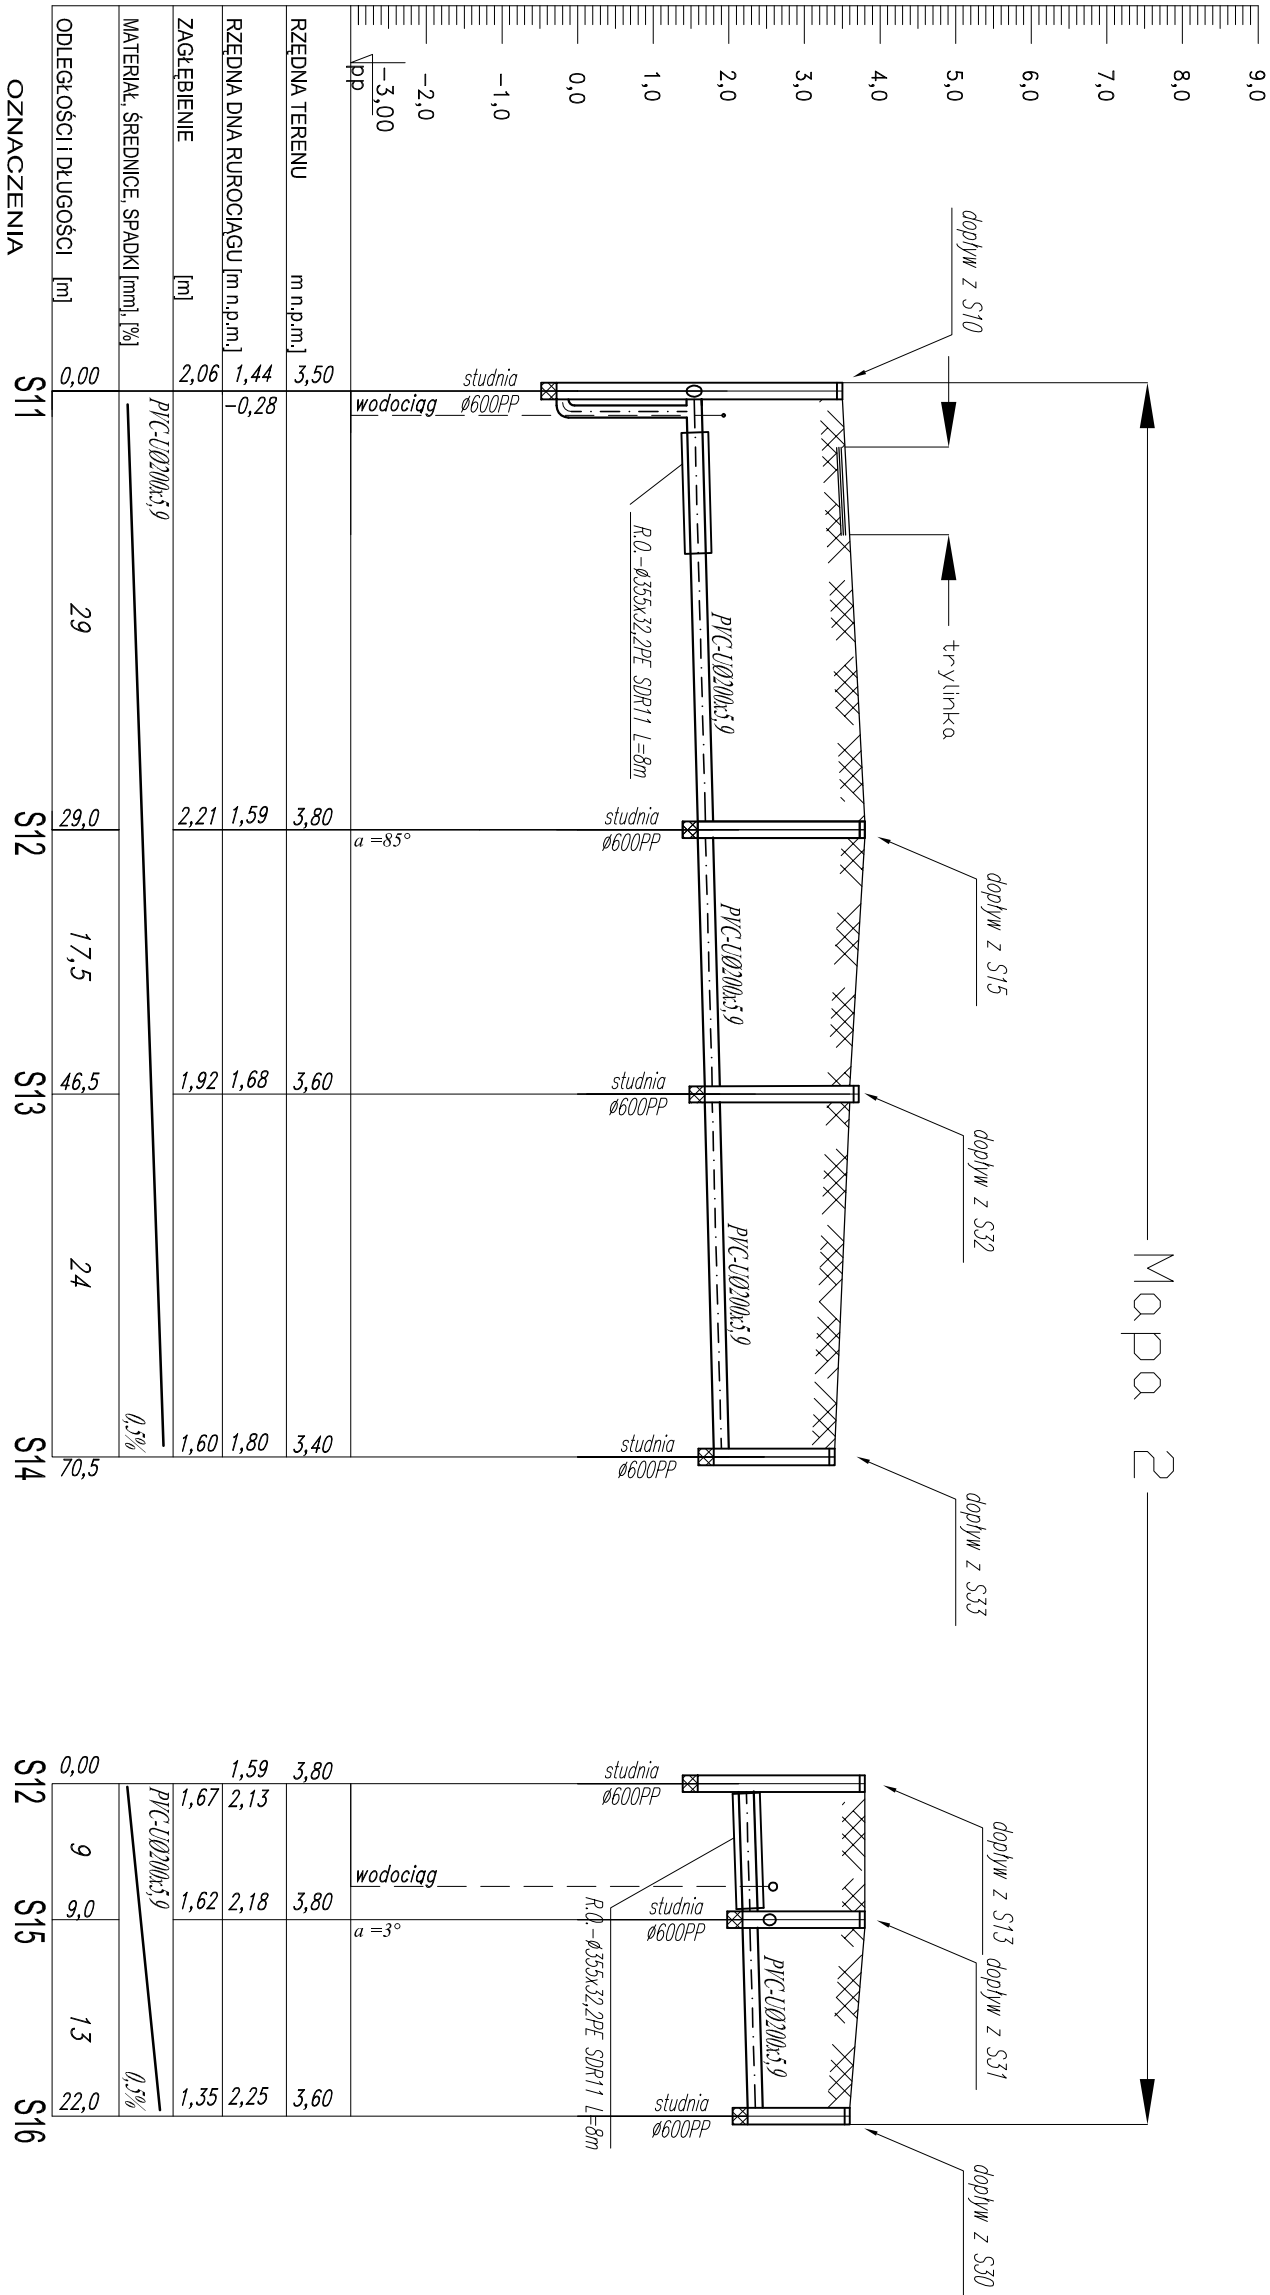 Mapa 2
9,0
8,0
7,0
6,0
5,0
4,0
3,0
2,0
1,0
0,0
-1,0
-2,0
-3,00
pp
dopływ z S10
trylinka
dopływ z S15
dopływ z S32
dopływ z S33
dopływ z S13
dopływ z S31
dopływ z S30
PVC-UØ200x5,9
PVC-UØ200x5,9
PVC-UØ200x5,9
PVC-UØ200x5,9
R.O.-ø355x32,2PE SDR11 L=8m
R.O.-ø355x32,2PE SDR11 L=8m
studnia
ø600PP
studnia
ø600PP
studnia
ø600PP
studnia
ø600PP
studnia
ø600PP
studnia
ø600PP
studnia
ø600PP
wodociąg
a =85°
wodociąg
a =3°
RZĘDNA TERENU m n.p.m.] 3,50 3,80 3,60 3,40 3,80 3,80 3,60
RZĘDNA DNA RUROCIĄGU [m n.p.m.] 1,44 -0,28 1,59 1,68 1,80 1,59 2,13 2,18 2,25
ZAGŁĘBIENIE [m] 2,06 2,21 1,92 1,60 1,67 1,62 1,35
MATERIAŁ, ŚREDNICE, SPADKI [mm], [%] PVC-UØ200x5,9 0,5% PVC-UØ200x5,9 0,5%
ODLEGŁOŚCI i DŁUGOŚCI [m] 0,00 29 29,0 17,5 46,5 24 70,5 0,00 9 9,0 13 22,0
OZNACZENIA S11 S12 S13 S14 S12 S15 S16